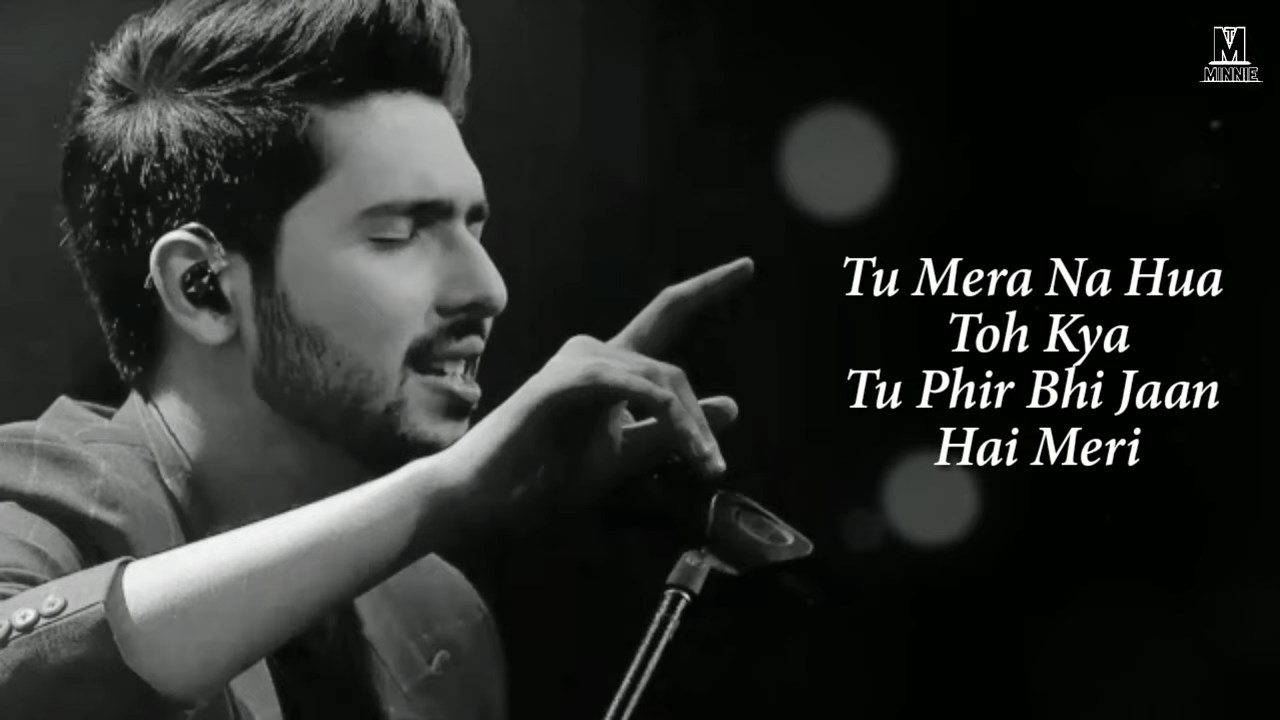 MINNIE
Tu Mera Na Hua
Toh Kya
Tu Phir Bhi Jaan
Hai Meri